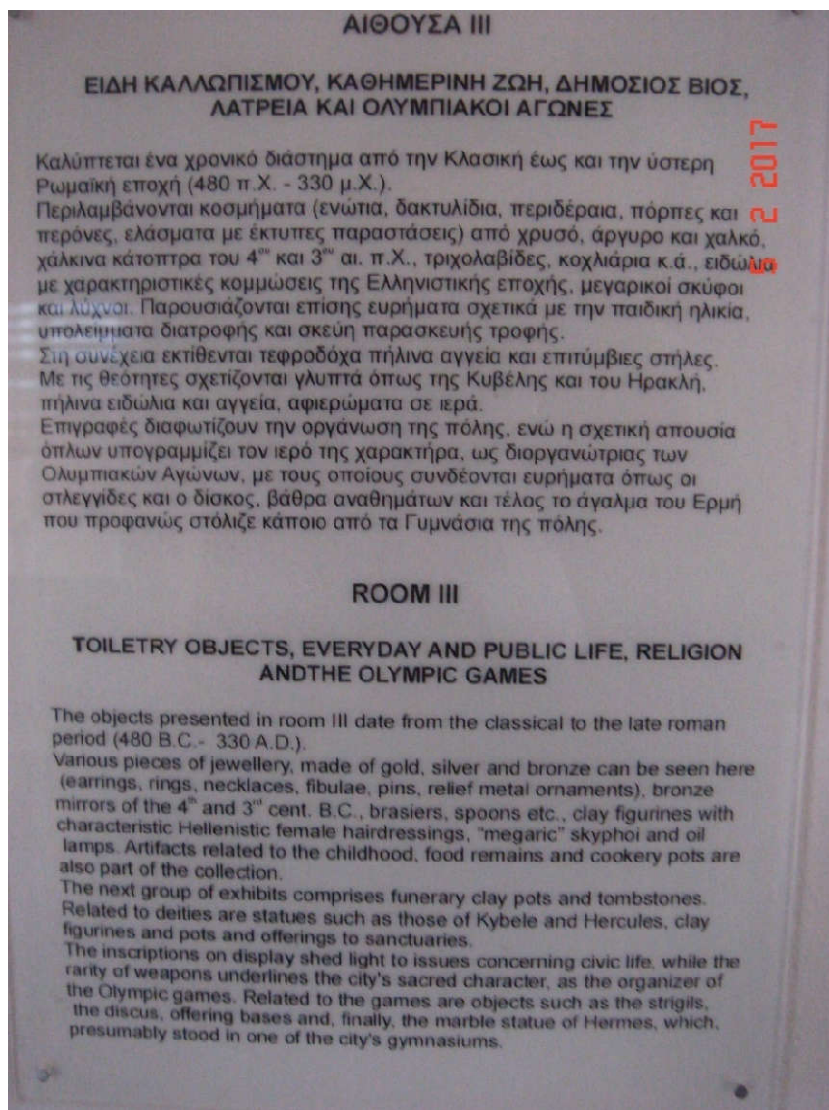 ΑΙΘΟΥΣΑ ΙΙΙ
ΕΙΔΗ ΚΑΛΛΩΠΙΣΜΟΥ, ΚΑΘΗΜΕΡΙΝΗ ΖΩΗ, ΔΗΜΟΣΙΟΣ ΒΙΟΣ,
ΛΑΤΡΕΙΑ ΚΑΙ ΟΛΥΜΠΙΑΚΟΙ ΑΓΩΝΕΣ
Καλύπτεται ένα χρονικό διάστημα από την Κλασική έως και την ύστερη
Ρωμαϊκή εποχή (480 π.Χ. - 330 μ.Χ.).
Περιλαμβάνονται κοσμήματα (ενώτια, δακτυλίδια, περιδέραια, πόρπες και
περόνες, ελάσματα με έκτυπες παραστάσεις) από χρυσό, άργυρο και χαλκό,
χάλκινα κάτοπτρα του 4ου και 3ου αι. π.Χ., τριχολαβίδες, κοχλιάρια κ.ά., ειδώλια
με χαρακτηριστικές κομμώσεις της Ελληνιστικής εποχής, μεγαρικοί σκύφοι
και λύχνοι. Παρουσιάζονται επίσης ευρήματα σχετικά με την παιδική ηλικία,
υπολείμματα διατροφής και σκεύη παρασκευής τροφής.
Στη συνέχεια εκτίθενται τεφροδόχα πήλινα αγγεία και επιτύμβιες στήλες.
Με τις θεότητες σχετίζονται γλυπτά όπως της Κυβέλης και του Ηρακλή,
πήλινα ειδώλια και αγγεία, αφιερώματα σε ιερά.
Επιγραφές διαφωτίζουν την οργάνωση της πόλης, ενώ η σχετική απουσία
όπλων υπογραμμίζει τον ιερό της χαρακτήρα, ως διοργανώτριας των
Ολυμπιακών Αγώνων, με τους οποίους συνδέονται ευρήματα όπως οι
στλεγγίδες και ο δίσκος, βάθρα αναθημάτων και τέλος το άγαλμα του Ερμή
που προφανώς στόλιζε κάποιο από τα Γυμνάσια της πόλης.
5 2 2017
ROOM III
TOILETRY OBJECTS, EVERYDAY AND PUBLIC LIFE, RELIGION
ANDTHE OLYMPIC GAMES
The objects presented in room III date from the classical to the late roman
period (480 B.C.- 330 A.D.).
Various pieces of jewellery, made of gold, silver and bronze can be seen here
(earrings, rings, necklaces, fibulae, pins, relief metal ornaments), bronze
mirrors of the 4th and 3rd cent. B.C., brasiers, spoons etc., clay figurines with
characteristic Hellenistic female hairdressings, "megaric" skyphoi and oil
lamps. Artifacts related to the childhood, food remains and cookery pots are
also part of the collection.
The next group of exhibits comprises funerary clay pots and tombstones.
Related to deities are statues such as those of Kybele and Hercules, clay
figurines and pots and offerings to sanctuaries.
The inscriptions on display shed light to issues concerning civic life, while the
rarity of weapons underlines the city's sacred character, as the organizer of
the Olympic games. Related to the games are objects such as the strigils,
the discus, offering bases and, finally, the marble statue of Hermes, which,
presumably stood in one of the city's gymnasiums.